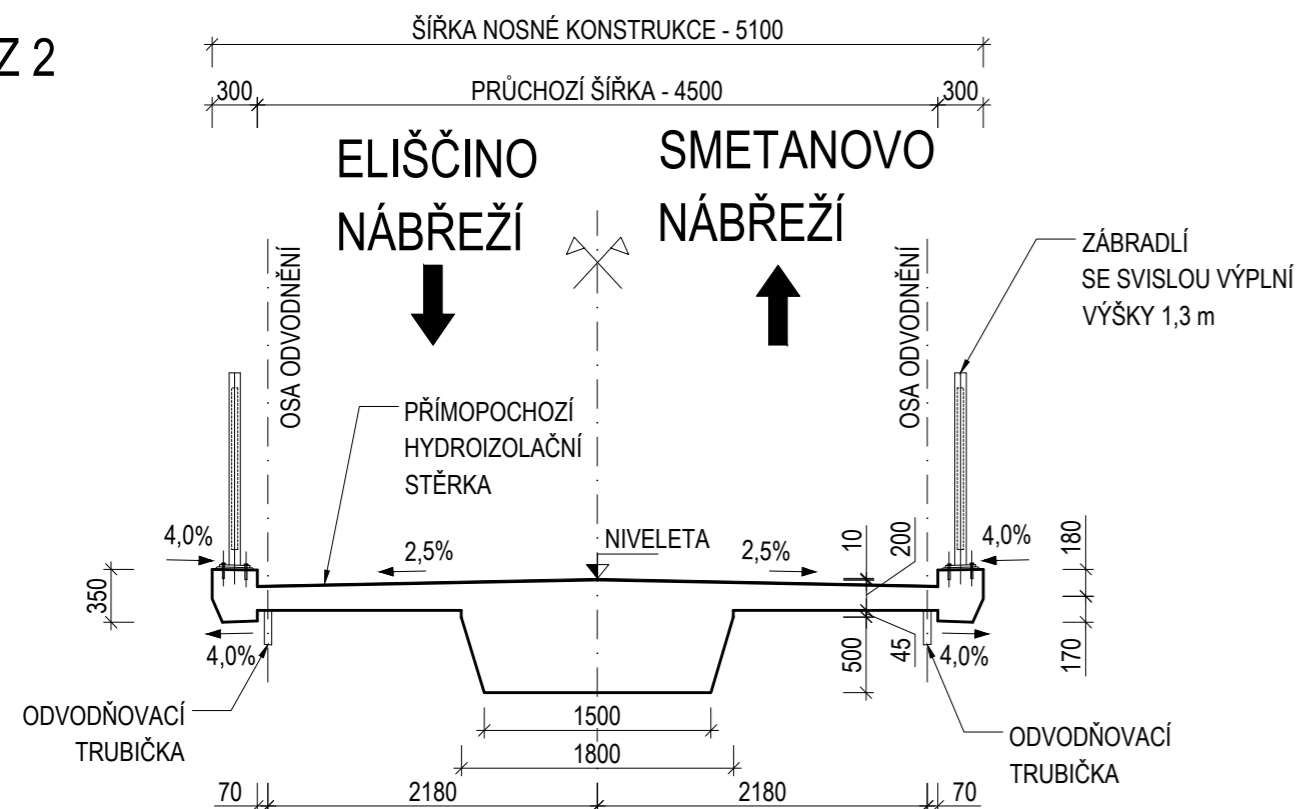 Z 2
ŠÍŘKA NOSNÉ KONSTRUKCE - 5100
300
PRŮCHOZÍ ŠÍŘKA - 4500
300
ELIŠČINO
NÁBŘEŽÍ
SMETANOVO
NÁBŘEŽÍ
OSA ODVODNĚNÍ
OSA ODVODNĚNÍ
ZÁBRADLÍ
SE SVISLOU VÝPLNÍ
VÝŠKY 1,3 m
PŘÍMOPOCHOZÍ
HYDROIZOLAČNÍ
STĚRKA
4,0%
2,5%
NIVELETA
2,5%
10
200
4,0%
180
350
4,0%
500
45
4,0%
170
ODVODŇOVACÍ
TRUBIČKA
1500
1800
ODVODŇOVACÍ
TRUBIČKA
70
2180
2180
70